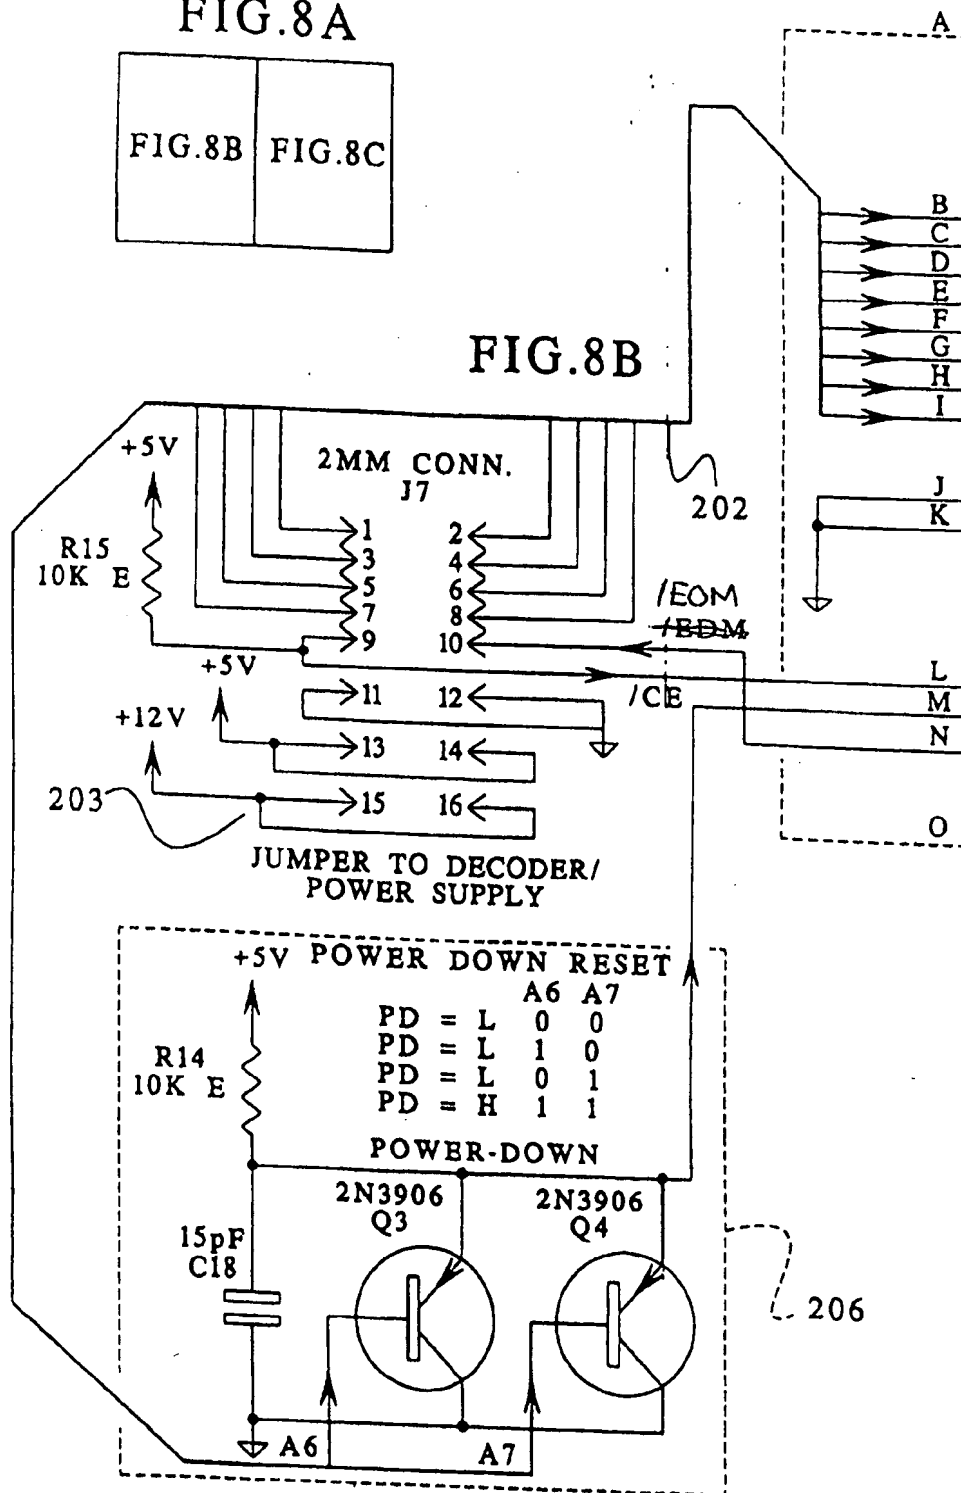 FIG.8A
FIG.8B FIG.8C
FIG.8B
A
B
C
D
E
F
G
H
I
J
K
L
M
N
O
202
+5V
R15
10K E
2MM CONN.
J7
1 2
3 4
5 6
7 8
9 10
11 12
13 14
15 16
/EOM
/EDM
/CE
+5V
+12V
203
JUMPER TO DECODER/
POWER SUPPLY
+5V POWER DOWN RESET
A6 A7
PD = L 0 0
PD = L 1 0
PD = L 0 1
PD = H 1 1
R14
10K E
POWER-DOWN
2N3906
Q3
2N3906
Q4
15pF
C18
206
A6
A7